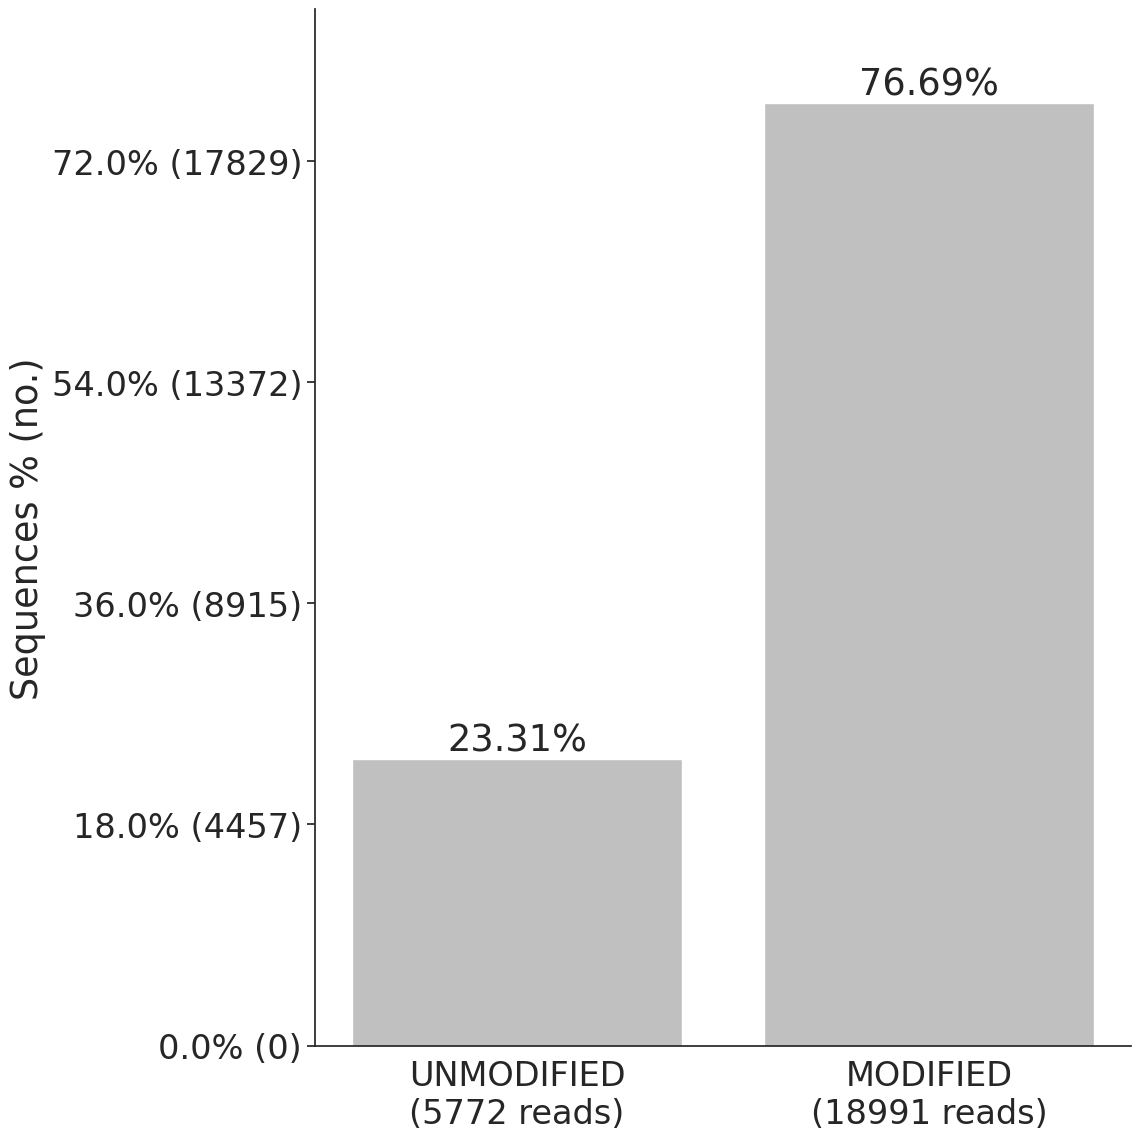 Sequences % (no.)
72.0% (17829)
54.0% (13372)
36.0% (8915)
18.0% (4457)
0.0% (0)
23.31%
76.69%
UNMODIFIED
(5772 reads)
MODIFIED
(18991 reads)